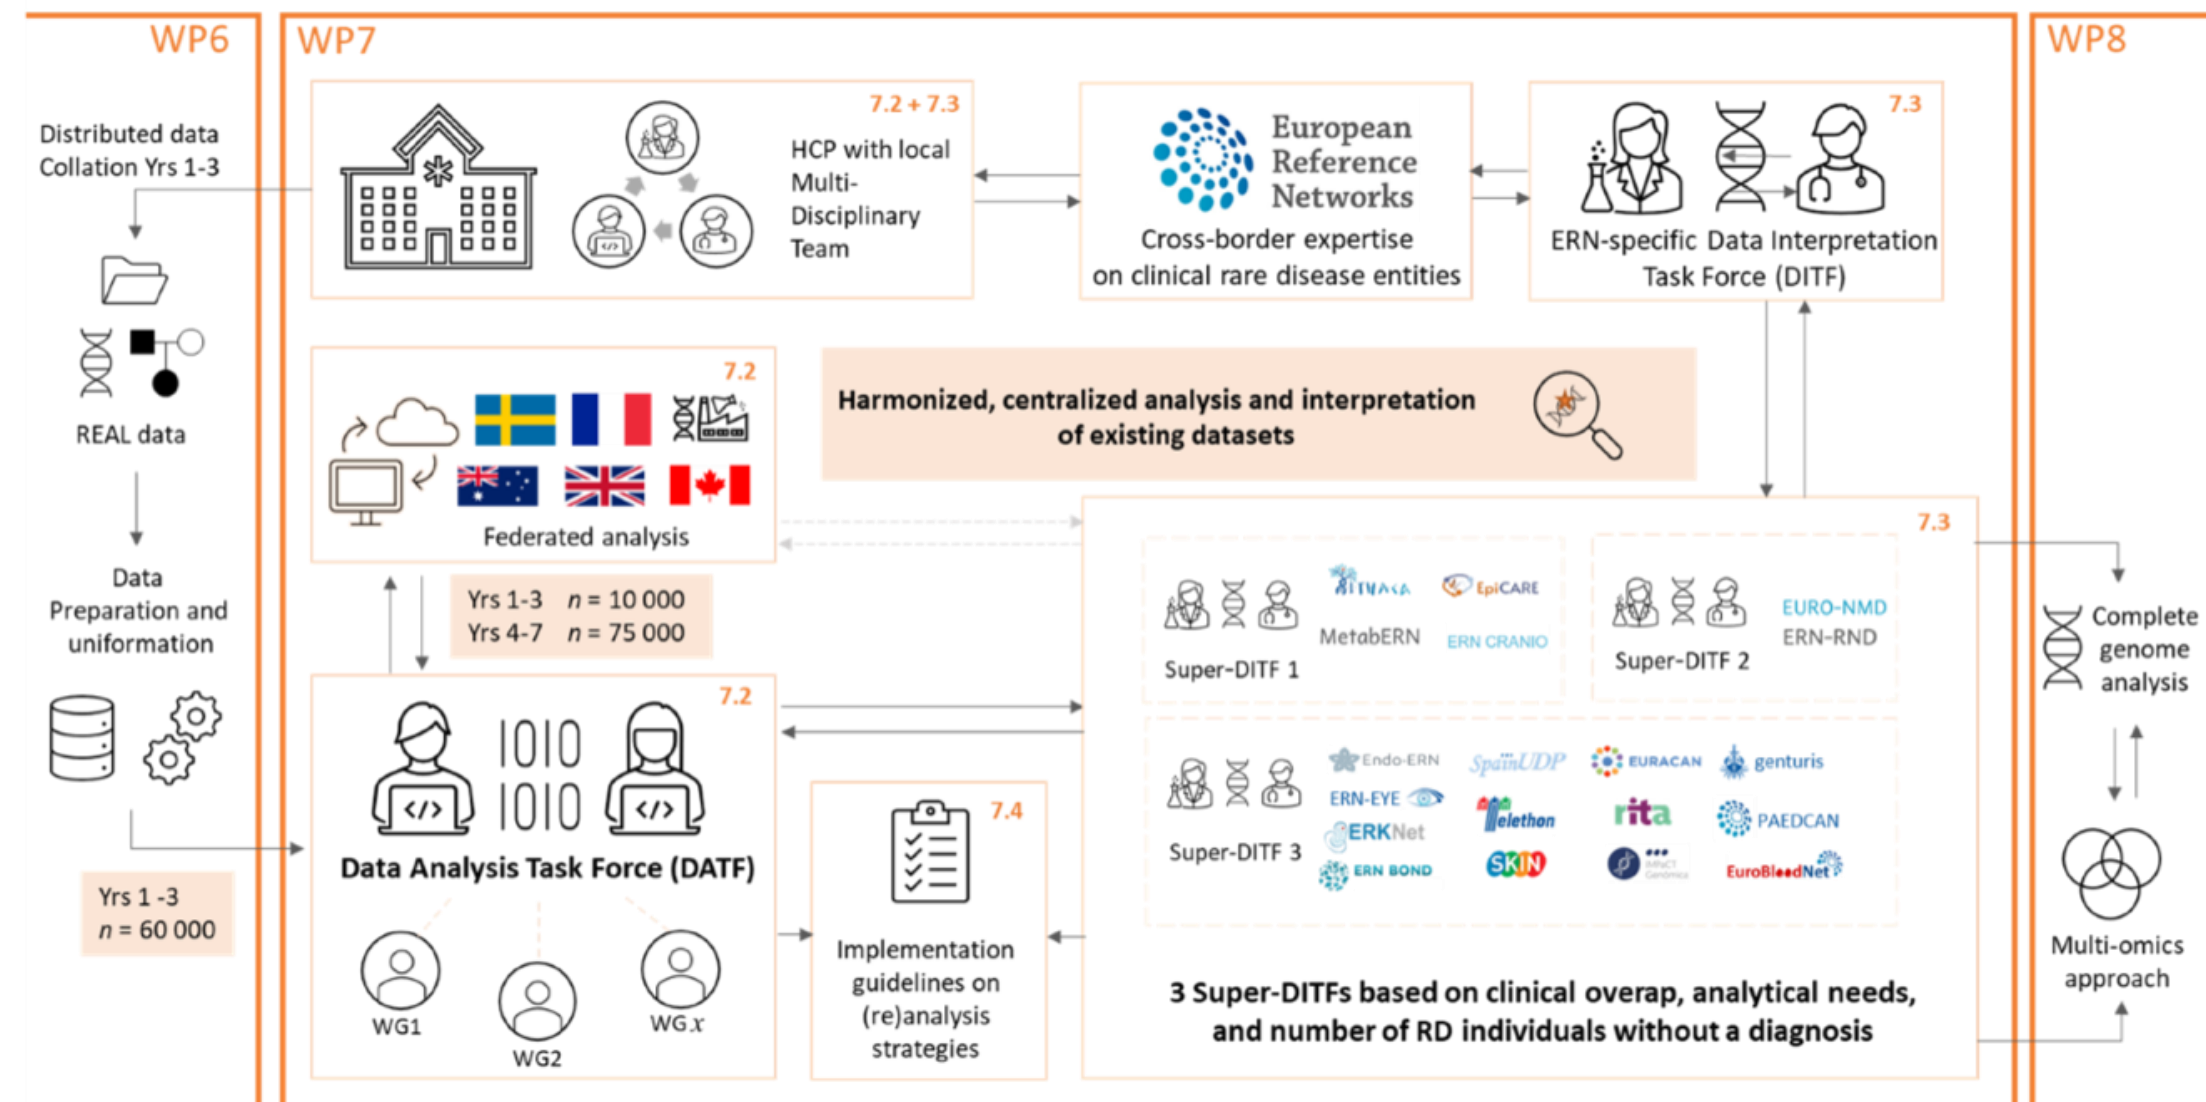 WP6
Distributed data
Collation Yrs 1-3
REAL data
Data
Preparation and
uniformation
Yrs 1 -3
n = 60 000
WP7
7.2 + 7.3
HCP with local
Multi-
Disciplinary
Team
European
Reference
Networks
Cross-border expertise
on clinical rare disease entities
7.3
ERN-specific Data Interpretation
Task Force (DITF)
7.2
Federated analysis
Harmonized, centralized analysis and interpretation
of existing datasets
Yrs 1-3 n = 10 000
Yrs 4-7 n = 75 000
7.2
1010
1010
</>
</>
Data Analysis Task Force (DATF)
WG1
WG2
WG x
7.4
Implementation
guidelines on
(re)analysis
strategies
7.3
Super-DITF 1
ITHACA
EpiCARE
MetabERN
ERN CRANIO
Super-DITF 2
EURO-NMD
ERN-RND
Super-DITF 3
Endo-ERN
SpainUDP
EURACAN
genturis
ERN-EYE
Telethon
rita
PAEDCAN
ERKNet
ERN BOND
SKIN
IMPaCT
Genómica
EuroBloodNet
3 Super-DITFs based on clinical overap, analytical needs,
and number of RD individuals without a diagnosis
WP8
Complete
genome
analysis
Multi-omics
approach